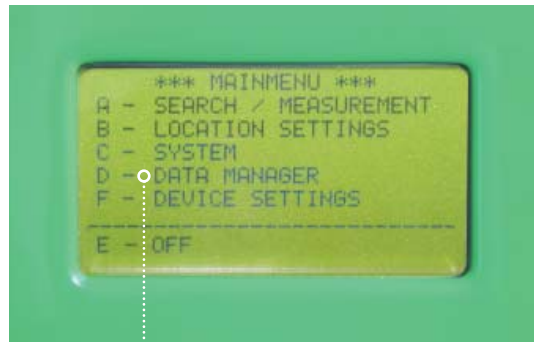 *** MAINMENU ***
A - SEARCH / MEASUREMENT
B - LOCATION SETTINGS
C - SYSTEM
D - DATA MANAGER
F - DEVICE SETTINGS
E - OFF